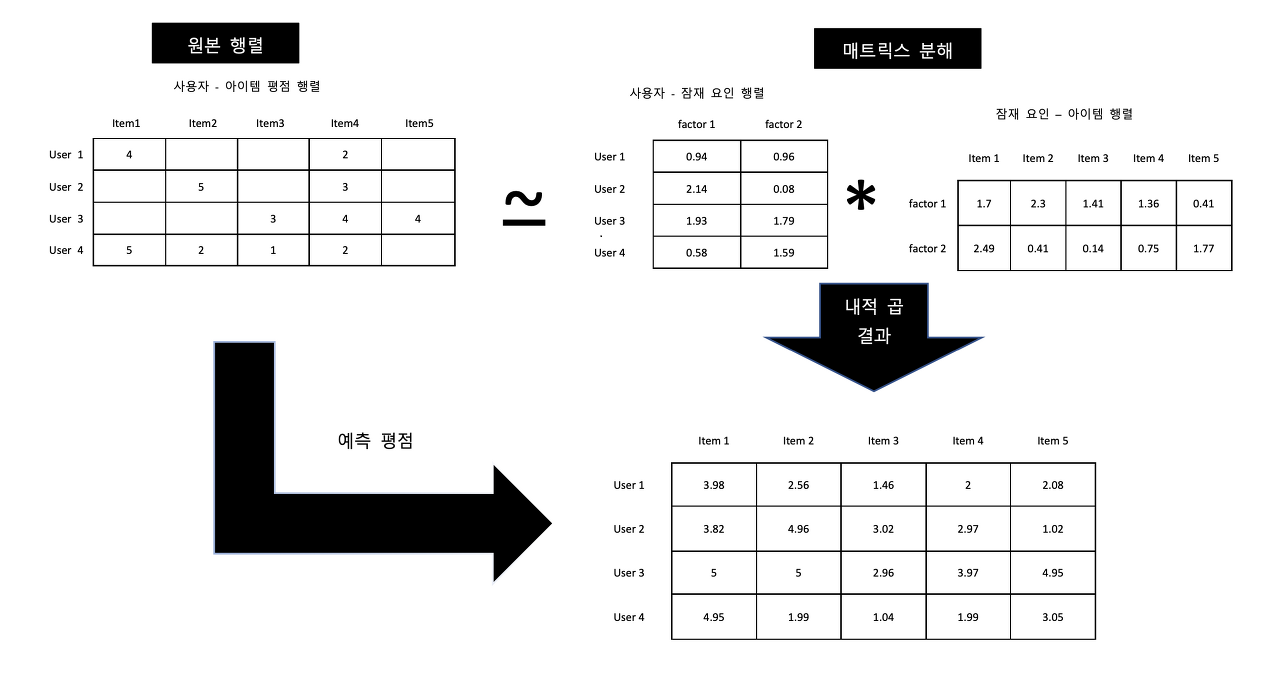 원본 행렬
사용자 - 아이템 평점 행렬
Item1 Item2 Item3 Item4 Item5
User 1 4 2
User 2 5 3
User 3 3 4 4
User 4 5 2 1 2
≃
매트릭스 분해
사용자 - 잠재 요인 행렬
factor 1 factor 2
User 1 0.94 0.96
User 2 2.14 0.08
User 3 1.93 1.79
User 4 0.58 1.59
*
잠재 요인 – 아이템 행렬
Item 1 Item 2 Item 3 Item 4 Item 5
factor 1 1.7 2.3 1.41 1.36 0.41
factor 2 2.49 0.41 0.14 0.75 1.77
내적 곱
결과
예측 평점
Item 1 Item 2 Item 3 Item 4 Item 5
User 1 3.98 2.56 1.46 2 2.08
User 2 3.82 4.96 3.02 2.97 1.02
User 3 5 5 2.96 3.97 4.95
User 4 4.95 1.99 1.04 1.99 3.05